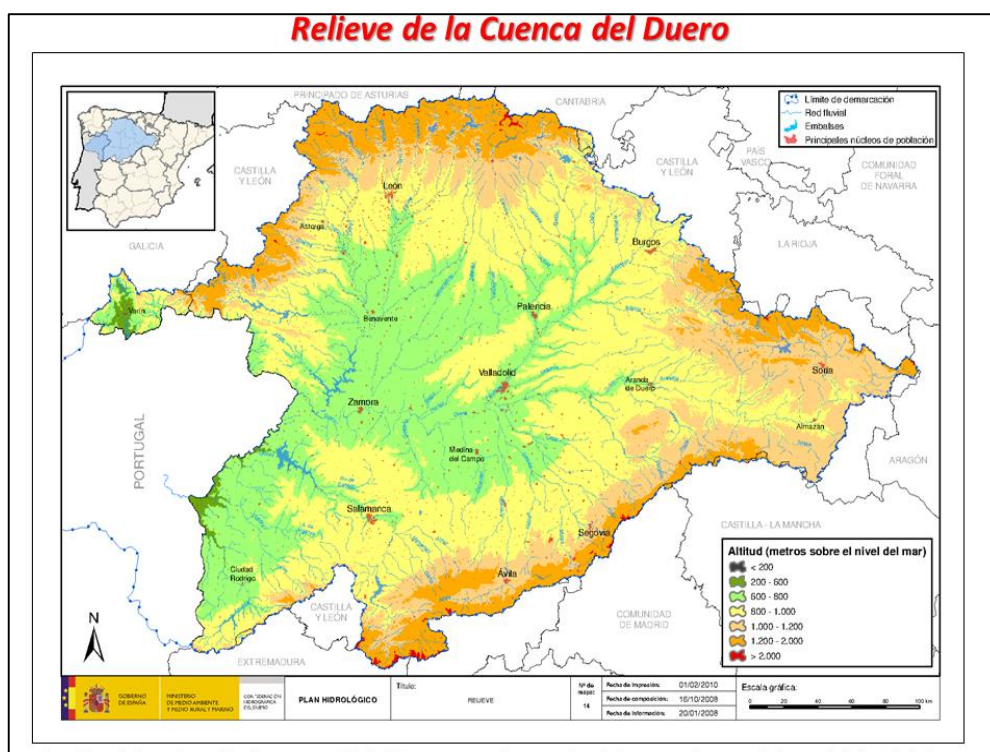 Relieve de la Cuenca del Duero
PRINCIPADO DE ASTURIAS
CANTABRIA
Límite de demarcación
Red fluvial
Embalses
Principales núcleos de población
CASTILLA
Y LEÓN
CASTILLA
Y LEÓN
PAÍS
VASCO
COMUNIDAD
FORAL
DE NAVARRA
León
GALICIA
Astorga
Burgos
LA RIOJA
Verín
Benavente
Palencia
Valladolid
Soria
Aranda
de Duero
Zamora
Almazán
Medina
del Campo
PORTUGAL
ARAGÓN
Salamanca
Segovia
CASTILLA - LA MANCHA
Ciudad
Rodrigo
Ávila
CASTILLA
Y LEÓN
COMUNIDAD
DE MADRID
EXTREMADURA
N
Altitud (metros sobre el nivel del mar)
< 200
200 - 600
600 - 800
800 - 1.000
1.000 - 1.200
1.200 - 2.000
> 2.000
GOBIERNO
DE ESPAÑA
MINISTERIO
DE MEDIO AMBIENTE
Y MEDIO RURAL Y MARINO
CONFEDERACIÓN
HIDROGRÁFICA
DEL DUERO
PLAN HIDROLÓGICO
Título:
RELIEVE
Nº de
mapa:
14
Fecha de impresión: 01/02/2010
Fecha de composición: 16/10/2008
Fecha de información: 20/01/2008
Escala gráfica:
0 20 40 60 80 100 km